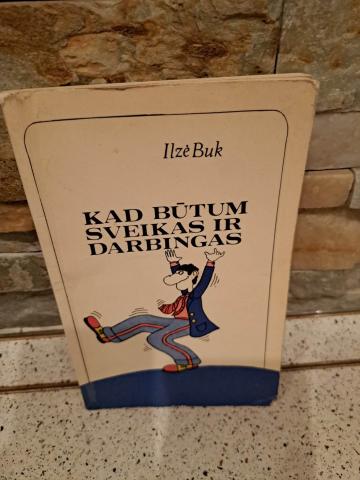 Ilzė Buk
KAD BŪTUM
SVEIKAS IR
DARBINGAS